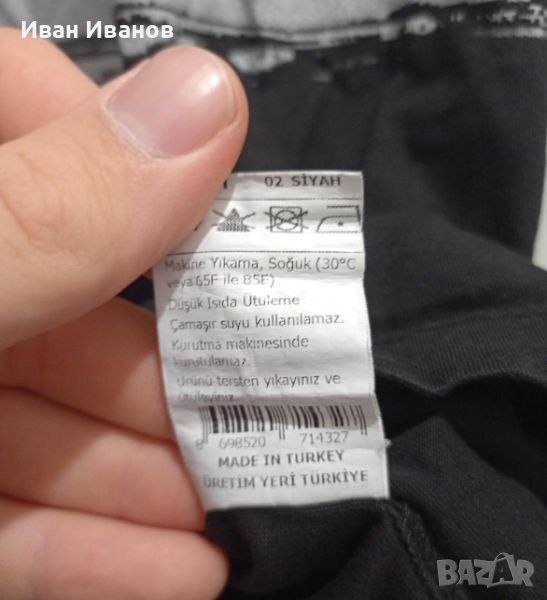 Иван Иванов
02 SİYAH
Makine Yıkama, Soğuk (30°C
veya 65F ile 85F)
Düşük Isıda Ütüleme
Çamaşır suyu kullanılamaz.
Kurutma makinesinde
kurutulamaz.
Ürünü tersten yıkayınız ve
ütüleyiniz
8 698520 714327
MADE IN TURKEY
ÜRETİM YERİ TÜRKİYE
BAZAR